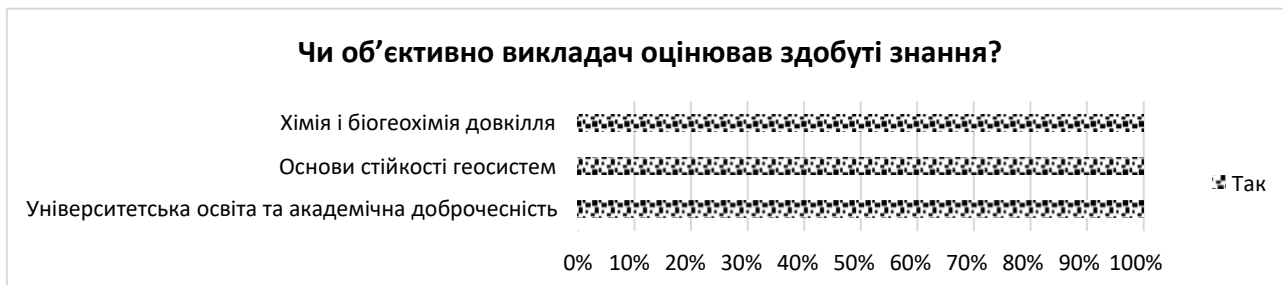 Чи об’єктивно викладач оцінював здобуті знання?
Хімія і біогеохімія довкілля
Основи стійкості геосистем
Університетська освіта та академічна доброчесність
Так
0% 10% 20% 30% 40% 50% 60% 70% 80% 90% 100%